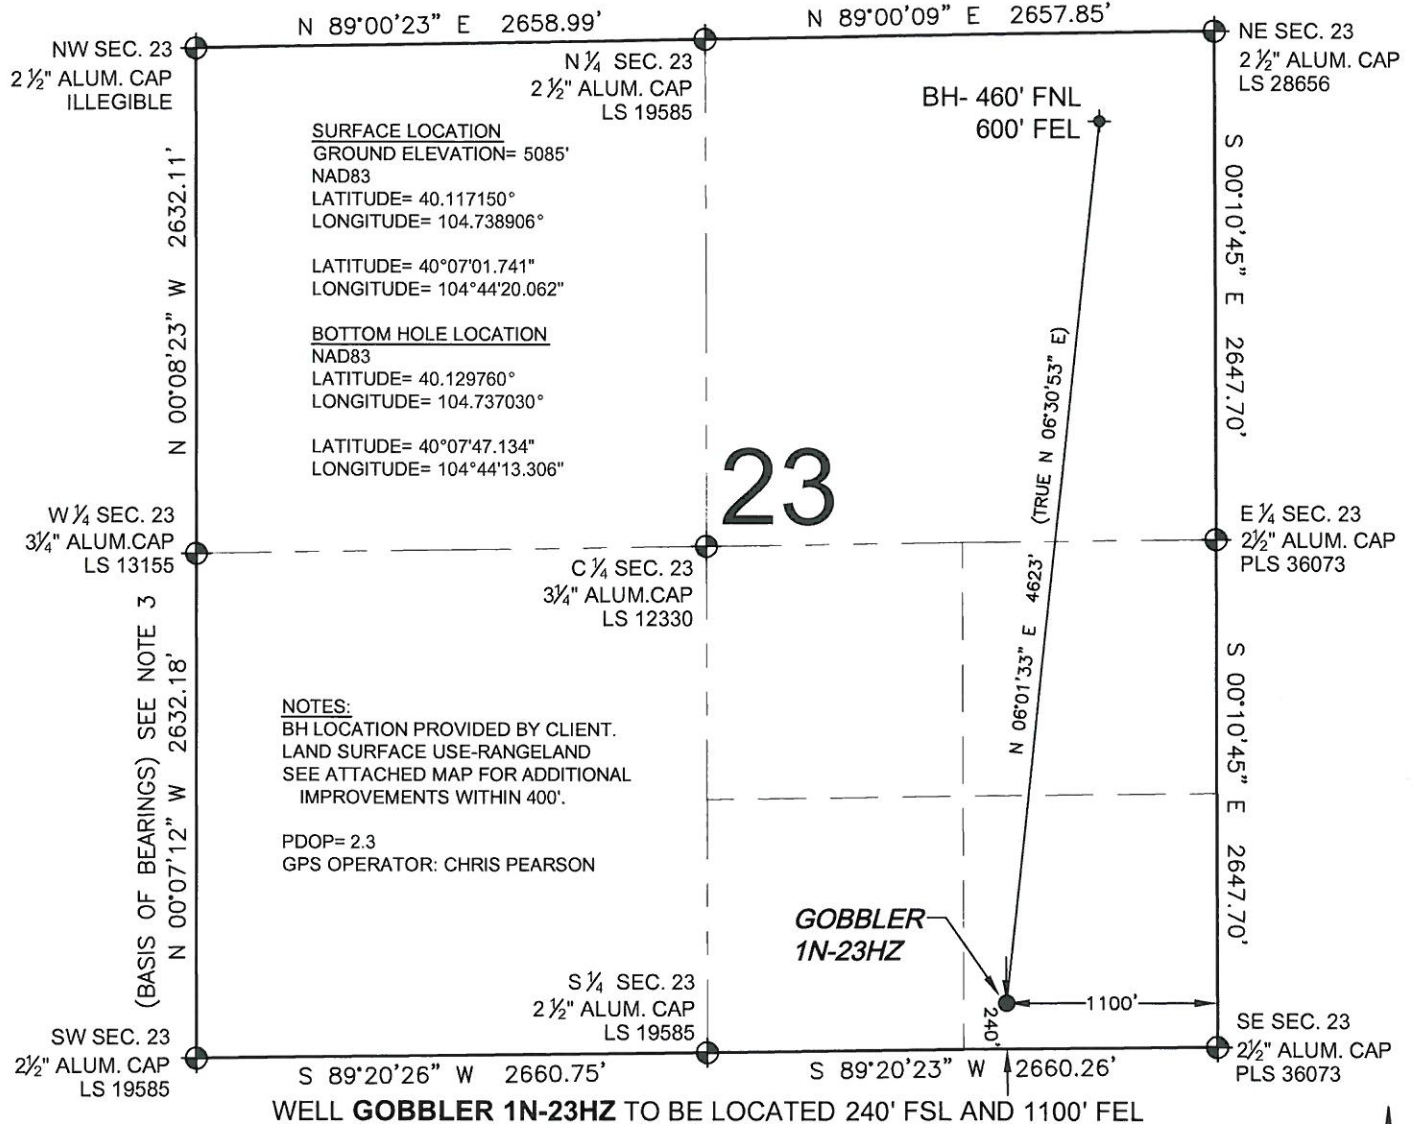 N 89°00'23" E 2658.99'
N 89°00'09" E 2657.85'
NW SEC. 23
2 ½" ALUM. CAP
ILLEGIBLE
N ¼ SEC. 23
2 ½" ALUM. CAP
LS 19585
NE SEC. 23
2 ½" ALUM. CAP
LS 28656
BH- 460' FNL
600' FEL
SURFACE LOCATION
GROUND ELEVATION= 5085'
NAD83
LATITUDE= 40.117150°
LONGITUDE= 104.738906°
LATITUDE= 40°07'01.741"
LONGITUDE= 104°44'20.062"
BOTTOM HOLE LOCATION
NAD83
LATITUDE= 40.129760°
LONGITUDE= 104.737030°
LATITUDE= 40°07'47.134"
LONGITUDE= 104°44'13.306"
N 00°08'23" W 2632.11'
S 00°10'45" E 2647.70'
23
N 06°01'33" E 4623' (TRUE N 06°30'53" E)
W ¼ SEC. 23
3¼" ALUM.CAP
LS 13155
C ¼ SEC. 23
3¼" ALUM.CAP
LS 12330
E ¼ SEC. 23
2½" ALUM. CAP
PLS 36073
(BASIS OF BEARINGS) SEE NOTE 3
N 00°07'12" W 2632.18'
S 00°10'45" E 2647.70'
NOTES:
BH LOCATION PROVIDED BY CLIENT.
LAND SURFACE USE-RANGELAND
SEE ATTACHED MAP FOR ADDITIONAL
IMPROVEMENTS WITHIN 400'.
PDOP= 2.3
GPS OPERATOR: CHRIS PEARSON
GOBBLER
1N-23HZ
1100'
240'
SW SEC. 23
2½" ALUM. CAP
LS 19585
S ¼ SEC. 23
2 ½" ALUM. CAP
LS 19585
SE SEC. 23
2½" ALUM. CAP
PLS 36073
S 89°20'26" W 2660.75'
S 89°20'23" W 2660.26'
WELL GOBBLER 1N-23HZ TO BE LOCATED 240' FSL AND 1100' FEL